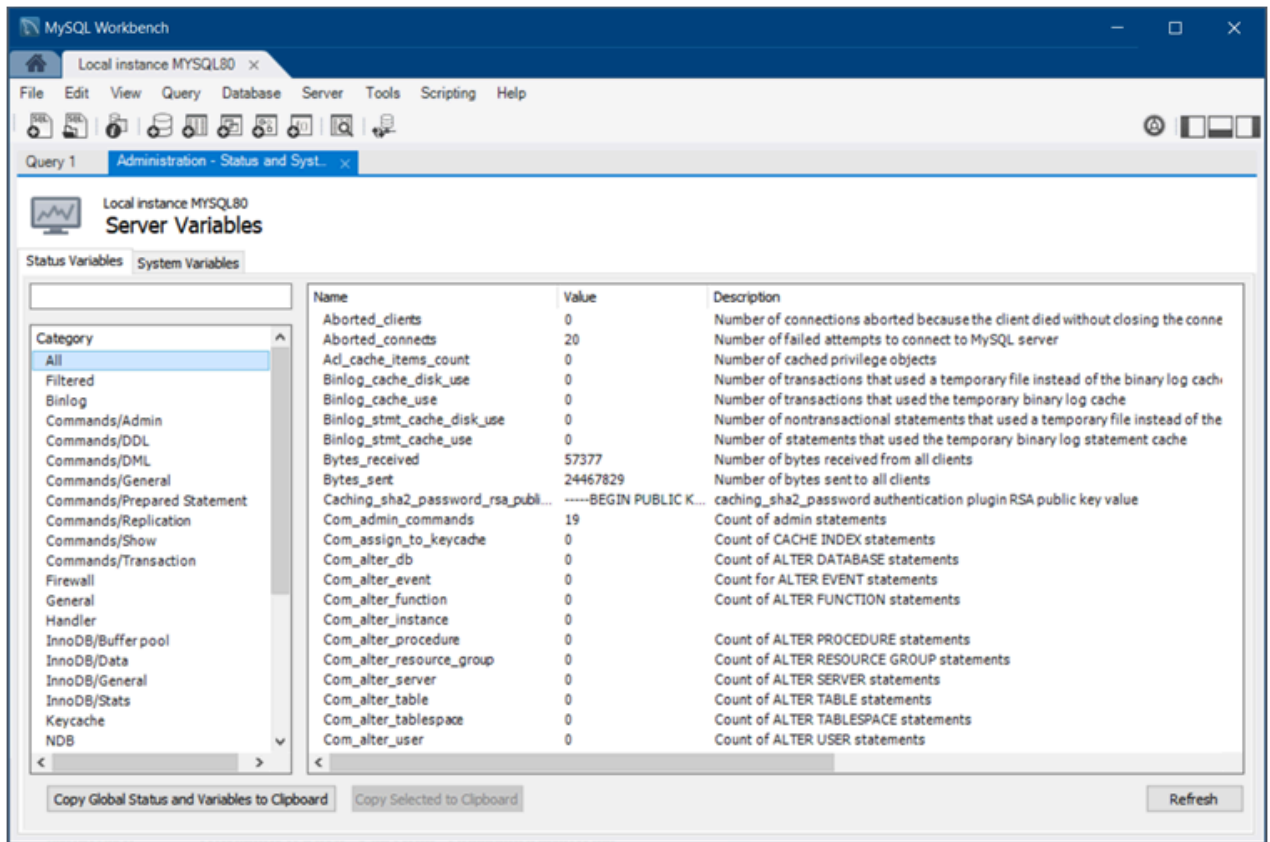 MySQL Workbench
Local instance MYSQL80
File Edit View Query Database Server Tools Scripting Help
Query 1
Administration - Status and Syst..
Local instance MYSQL80
Server Variables
Status Variables
System Variables
Category
All
Filtered
Binlog
Commands/Admin
Commands/DDL
Commands/DML
Commands/General
Commands/Prepared Statement
Commands/Replication
Commands/Show
Commands/Transaction
Firewall
General
Handler
InnoDB/Buffer pool
InnoDB/Data
InnoDB/General
InnoDB/Stats
Keycache
NDB
Name Value Description
Aborted_clients 0 Number of connections aborted because the client died without closing the conne
Aborted_connects 20 Number of failed attempts to connect to MySQL server
Acl_cache_items_count 0 Number of cached privilege objects
Binlog_cache_disk_use 0 Number of transactions that used a temporary file instead of the binary log cach
Binlog_cache_use 0 Number of transactions that used the temporary binary log cache
Binlog_stmt_cache_disk_use 0 Number of nontransactional statements that used a temporary file instead of the
Binlog_stmt_cache_use 0 Number of statements that used the temporary binary log statement cache
Bytes_received 57377 Number of bytes received from all clients
Bytes_sent 24467829 Number of bytes sent to all clients
Caching_sha2_password_rsa_publi... -----BEGIN PUBLIC K... caching_sha2_password authentication plugin RSA public key value
Com_admin_commands 19 Count of admin statements
Com_assign_to_keycache 0 Count of CACHE INDEX statements
Com_alter_db 0 Count of ALTER DATABASE statements
Com_alter_event 0 Count for ALTER EVENT statements
Com_alter_function 0 Count of ALTER FUNCTION statements
Com_alter_instance 0
Com_alter_procedure 0 Count of ALTER PROCEDURE statements
Com_alter_resource_group 0 Count of ALTER RESOURCE GROUP statements
Com_alter_server 0 Count of ALTER SERVER statements
Com_alter_table 0 Count of ALTER TABLE statements
Com_alter_tablespace 0 Count of ALTER TABLESPACE statements
Com_alter_user 0 Count of ALTER USER statements
Copy Global Status and Variables to Clipboard
Copy Selected to Clipboard
Refresh